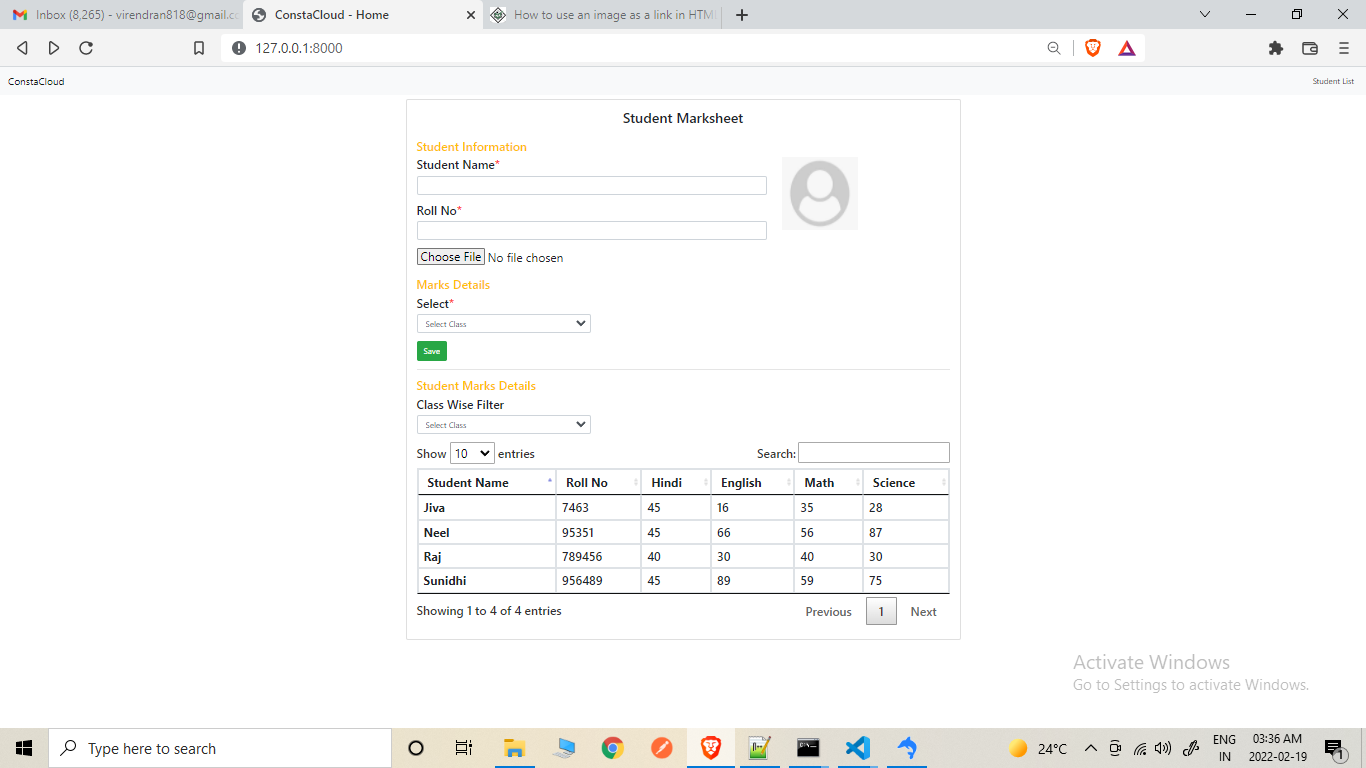 Inbox (8,265) - virendran818@gmail.co
ConstaCloud - Home
How to use an image as a link in HTM
127.0.0.1:8000
ConstaCloud
Student List
Student Marksheet
Student Information
Student Name*
Roll No*
Choose File No file chosen
Marks Details
Select*
Select Class
Save
Student Marks Details
Class Wise Filter
Select Class
Show 10 entries Search:
Student Name Roll No Hindi English Math Science
Jiva 7463 45 16 35 28
Neel 95351 45 66 56 87
Raj 789456 40 30 40 30
Sunidhi 956489 45 89 59 75
Showing 1 to 4 of 4 entries Previous 1 Next
Activate Windows
Go to Settings to activate Windows.
Type here to search
24°C
ENG
IN
03:36 AM
2022-02-19
1